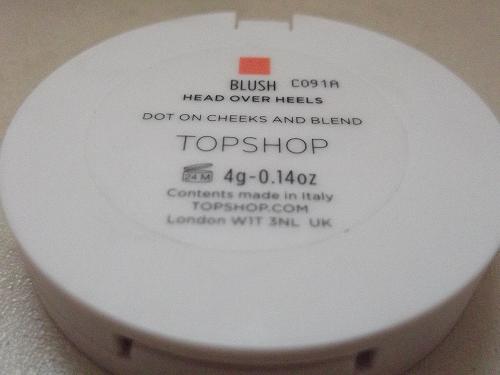 BLUSH C091A
HEAD OVER HEELS
DOT ON CHEEKS AND BLEND
TOPSHOP
24 M 4g-0.14oz
Contents made in Italy
TOPSHOP.COM
London W1T 3NL UK